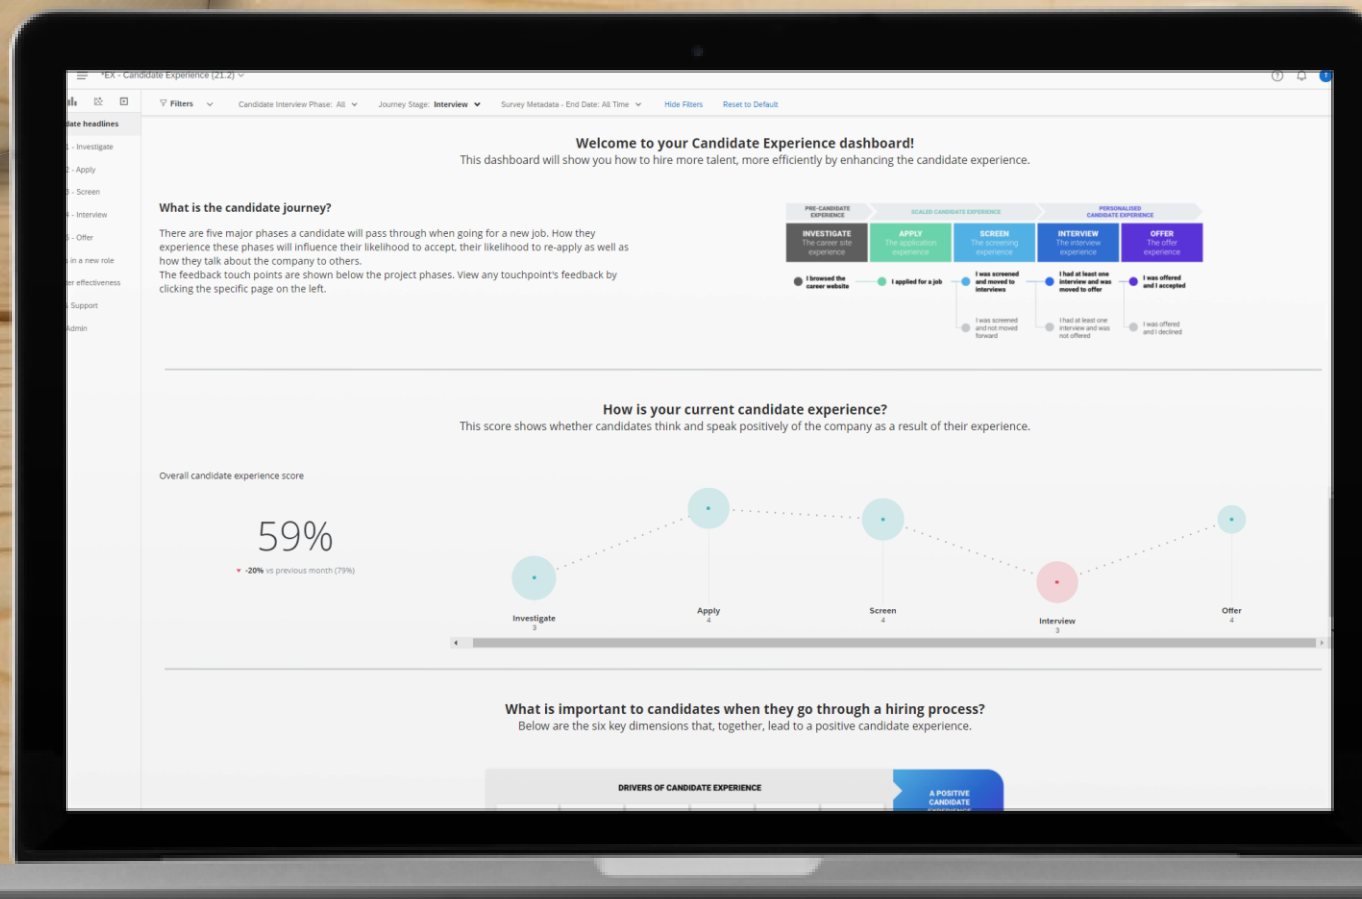 *EX - Candidate Experience (21.2)
Filters
Candidate Interview Phase: All
Journey Stage: Interview
Survey Metadata - End Date: All Time
Hide Filters
Reset to Default
date headlines
1 - Investigate
2 - Apply
3 - Screen
4 - Interview
5 - Offer
in a new role
er effectiveness
Support
Admin
Welcome to your Candidate Experience dashboard!
This dashboard will show you how to hire more talent, more efficiently by enhancing the candidate experience.
What is the candidate journey?
There are five major phases a candidate will pass through when going for a new job. How they
experience these phases will influence their likelihood to accept, their likelihood to re-apply as well as
how they talk about the company to others.
The feedback touch points are shown below the project phases. View any touchpoint's feedback by
clicking the specific page on the left.
PRE-CANDIDATE
EXPERIENCE
SCALED CANDIDATE EXPERIENCE
PERSONALISED
CANDIDATE EXPERIENCE
INVESTIGATE
The career site
experience
APPLY
The application
experience
SCREEN
The screening
experience
INTERVIEW
The interview
experience
OFFER
The offer
experience
I browsed the
career website
I applied for a job
I was screened
and moved to
interviews
I had at least one
interview and was
moved to offer
I was offered
and I accepted
I was screened
and not moved
forward
I had at least one
interview and was
not offered
I was offered
and I declined
How is your current candidate experience?
This score shows whether candidates think and speak positively of the company as a result of their experience.
Overall candidate experience score
59%
-20% vs previous month (79%)
Investigate
3
Apply
4
Screen
4
Interview
3
Offer
4
What is important to candidates when they go through a hiring process?
Below are the six key dimensions that, together, lead to a positive candidate experience.
DRIVERS OF CANDIDATE EXPERIENCE
A POSITIVE
CANDIDATE
EXPERIENCE